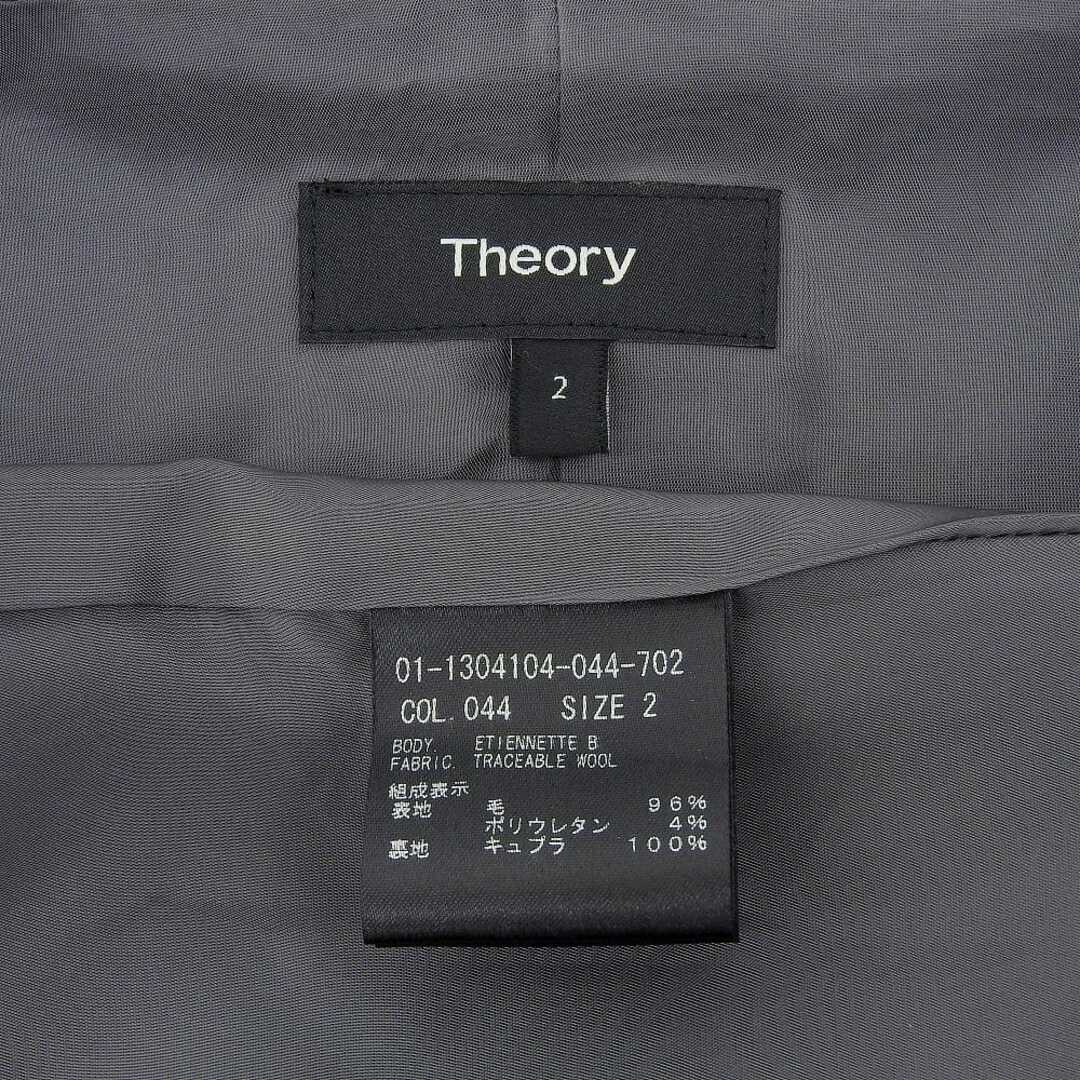 Theory
2
01-1304104-044-702
COL. 044 SIZE 2
BODY. ETIENNETTE B
FABRIC. TRACEABLE WOOL
組成表示
表地 毛 96%
ポリウレタン 4%
裏地 キュプラ 100%